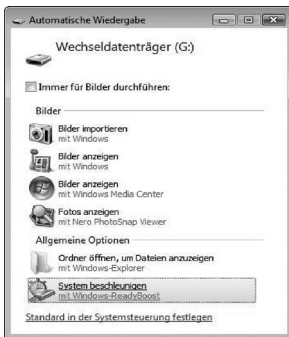 Automatische Wiedergabe
Wechseldatenträger (G:)
Immer für Bilder durchführen:
Bilder
Bilder importieren
mit Windows
Bilder anzeigen
mit Windows
Bilder anzeigen
mit Windows Media Center
Fotos anzeigen
mit Nero PhotoSnap Viewer
Allgemeine Optionen
Ordner öffnen, um Dateien anzuzeigen
mit Windows-Explorer
System beschleunigen
mit Windows-ReadyBoost
Standard in der Systemsteuerung festlegen